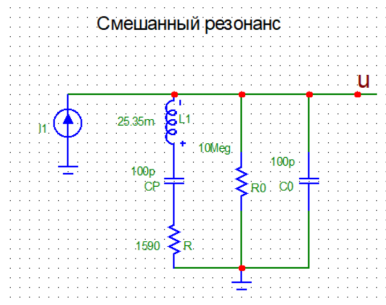 Смешанный резонанс
u
I1
25.35m L1
10Meg
100p CP
R0
100p C0
1590 R